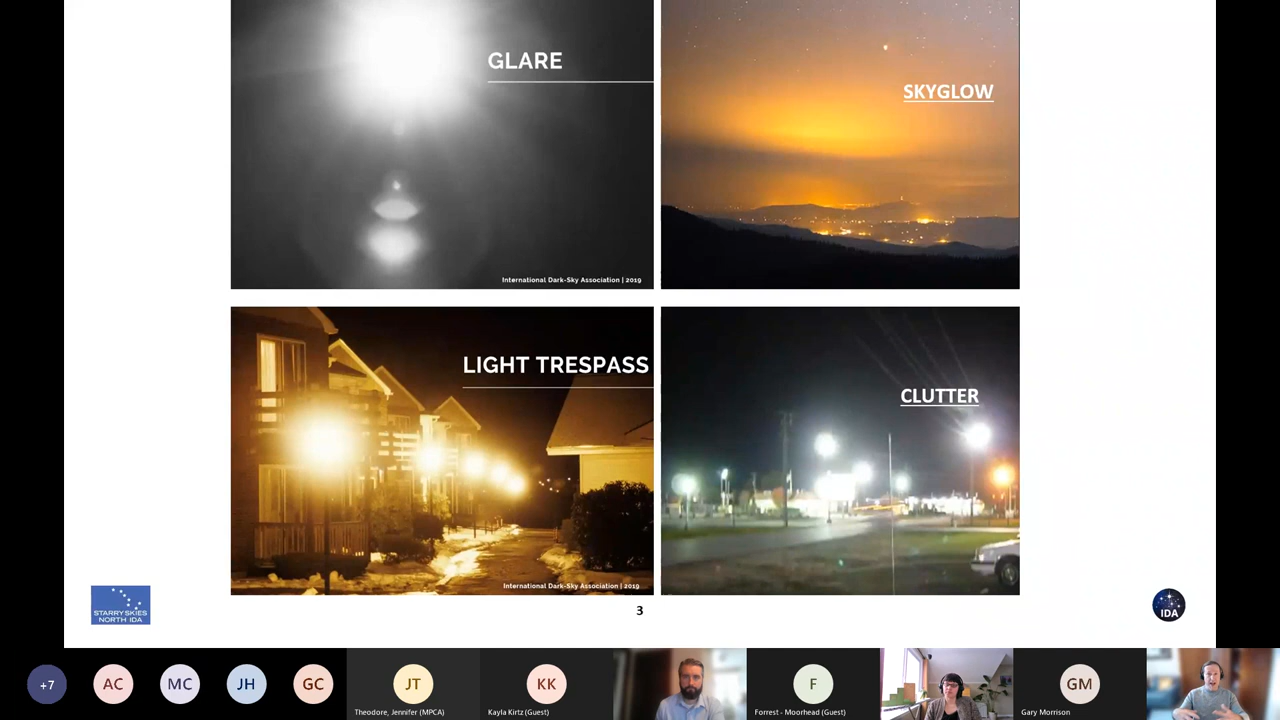 GLARE
SKYGLOW
International Dark-Sky Association | 2019
LIGHT TRESPASS
CLUTTER
International Dark-Sky Association | 2019
STARRY SKIES
NORTH IDA
3
IDA
+7
AC
MC
JH
GC
JT
Theodore, Jennifer (MPCA)
KK
Kayla Kirtz (Guest)
F
Forrest - Moorhead (Guest)
GM
Gary Morrison